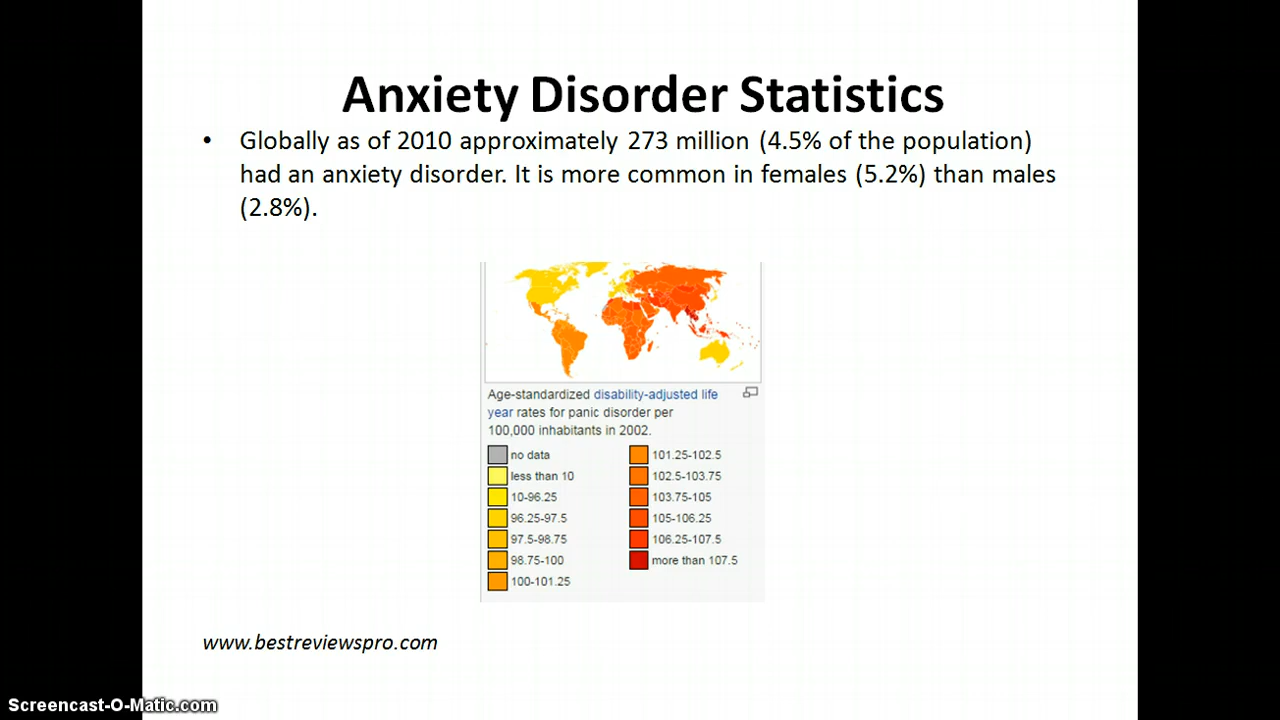 Anxiety Disorder Statistics
• Globally as of 2010 approximately 273 million (4.5% of the population)
had an anxiety disorder. It is more common in females (5.2%) than males
(2.8%).
Age-standardized disability-adjusted life
year rates for panic disorder per
100,000 inhabitants in 2002.
no data
less than 10
10-96.25
96.25-97.5
97.5-98.75
98.75-100
100-101.25
101.25-102.5
102.5-103.75
103.75-105
105-106.25
106.25-107.5
more than 107.5
www.bestreviewspro.com
Screencast-O-Matic.com